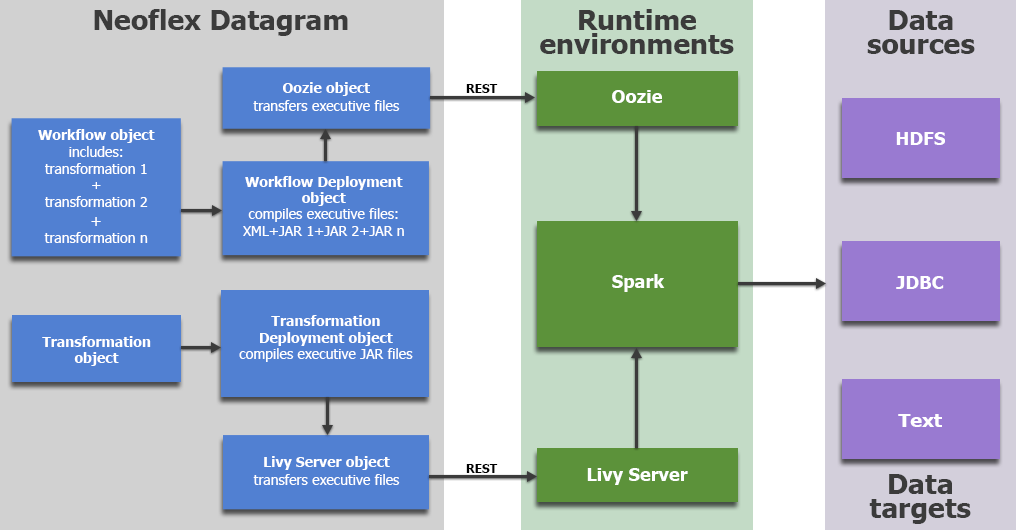 Neoflex Datagram
Runtime
environments
Data
sources
Oozie object
transfers executive files
REST
Oozie
Workflow object
includes:
transformation 1
+
transformation 2
+
transformation n
Workflow Deployment
object
compiles executive files:
XML+JAR 1+JAR 2+JAR n
HDFS
Spark
JDBC
Transformation
object
Transformation
Deployment object
compiles executive JAR files
Text
Livy Server object
transfers executive files
REST
Livy Server
Data
targets